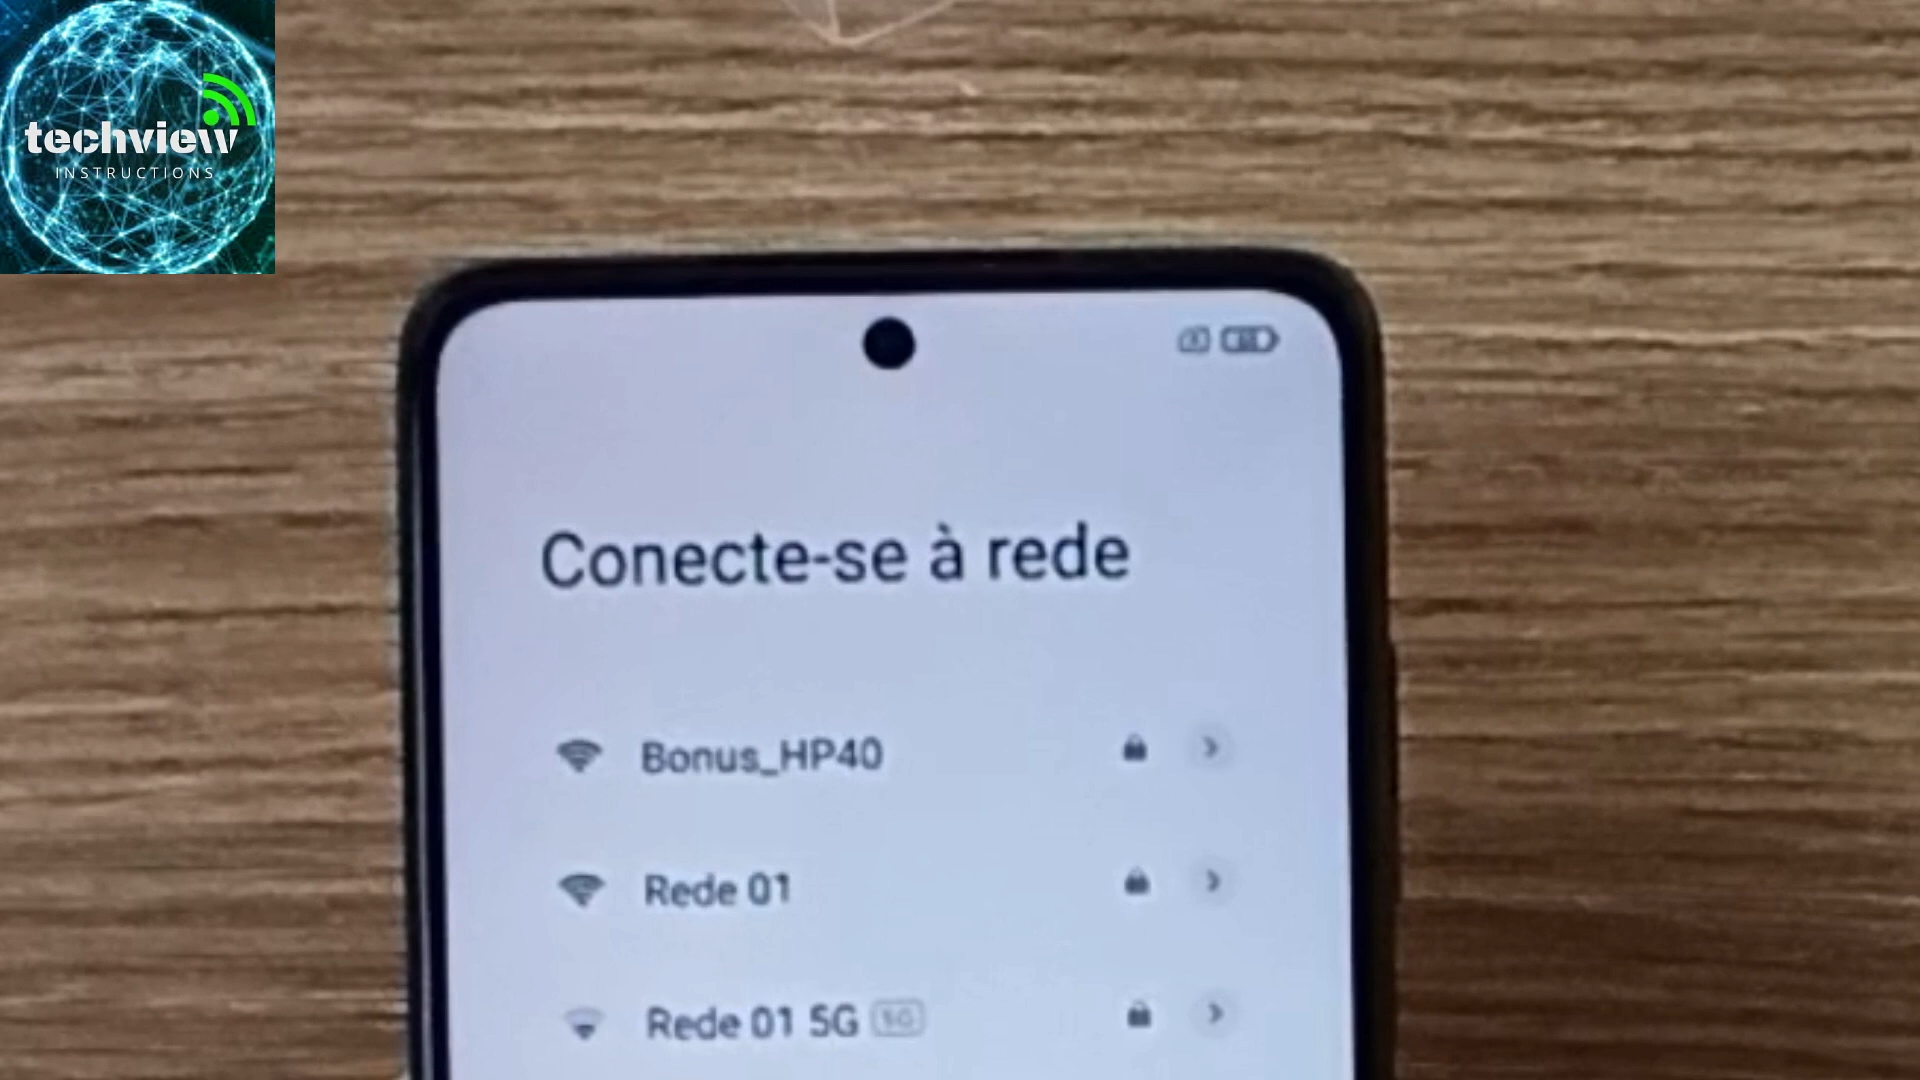 techview
INSTRUCTIONS
Conecte-se à rede
Bonus_HP40
Rede 01
Rede 01 5G 5G